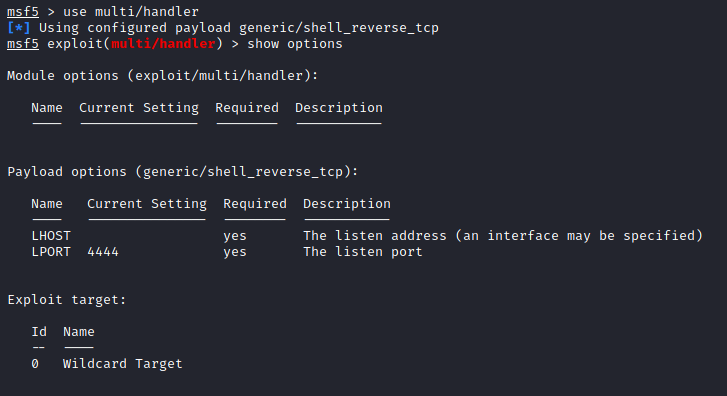 msf5 > use multi/handler
[*] Using configured payload generic/shell_reverse_tcp
msf5 exploit(multi/handler) > show options
Module options (exploit/multi/handler):
Name  Current Setting  Required  Description
----  ---------------  --------  -----------
Payload options (generic/shell_reverse_tcp):
Name   Current Setting  Required  Description
----   ---------------  --------  -----------
LHOST                   yes       The listen address (an interface may be specified)
LPORT  4444             yes       The listen port
Exploit target:
Id  Name
--  ----
0   Wildcard Target